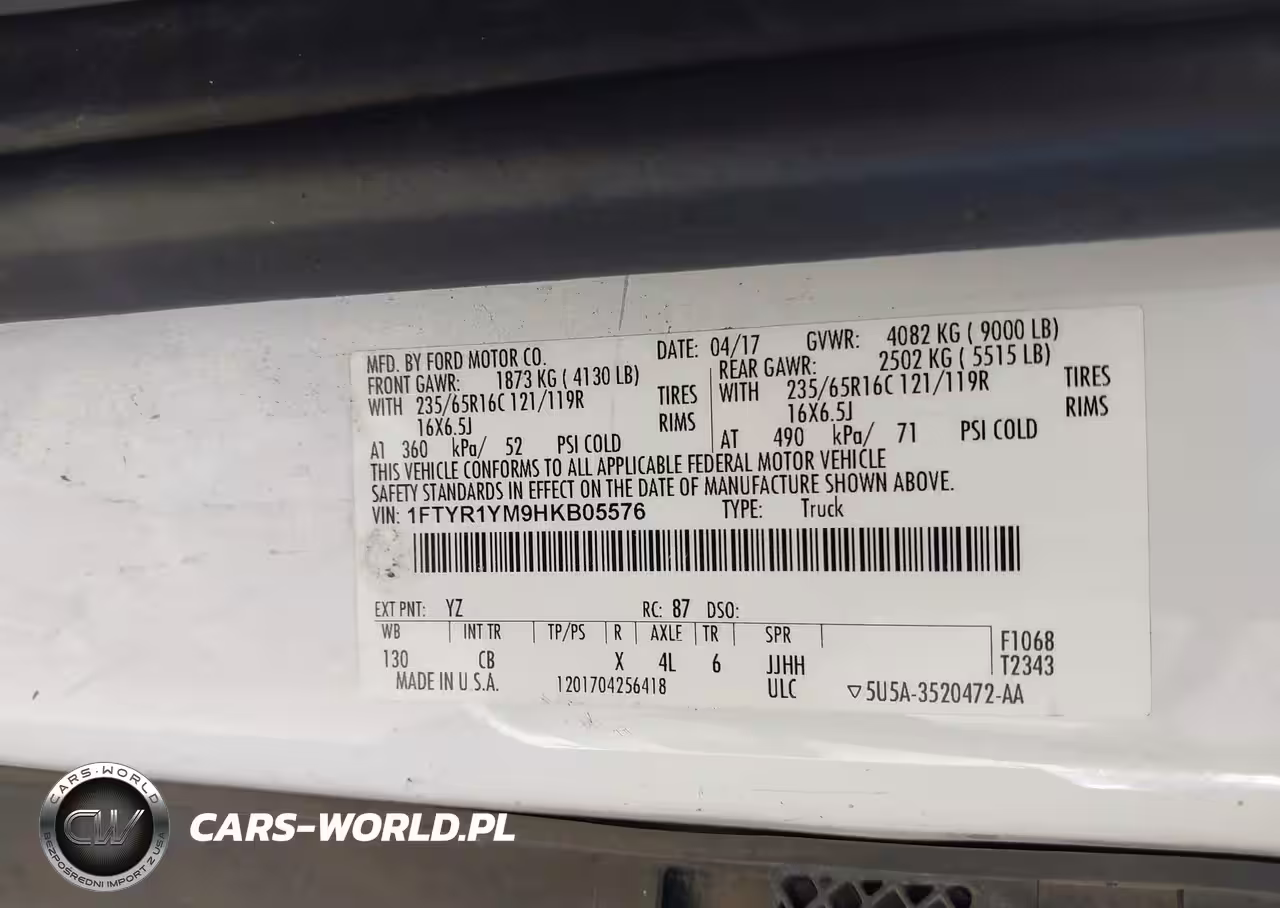 MFD. BY FORD MOTOR CO. DATE: 04/17 GVWR: 4082 KG ( 9000 LB)
FRONT GAWR: 1873 KG ( 4130 LB) REAR GAWR: 2502 KG ( 5515 LB)
WITH 235/65R16C 121/119R TIRES WITH 235/65R16C 121/119R TIRES
16X6.5J RIMS 16X6.5J RIMS
AT 360 kPa/ 52 PSI COLD AT 490 kPa/ 71 PSI COLD
THIS VEHICLE CONFORMS TO ALL APPLICABLE FEDERAL MOTOR VEHICLE
SAFETY STANDARDS IN EFFECT ON THE DATE OF MANUFACTURE SHOWN ABOVE.
VIN: 1FTYR1YM9HKB05576 TYPE: Truck
EXT PNT: YZ RC: 87 DSO:
WB INT TR TP/PS R AXLE TR SPR F1068
130 CB X 4L 6 JJHH T2343
MADE IN U.S.A. 1201704256418 ULC ▽5U5A-3520472-AA
CARS-WORLD
CW
BEZPOŚREDNI IMPORT Z USA
CARS-WORLD.PL